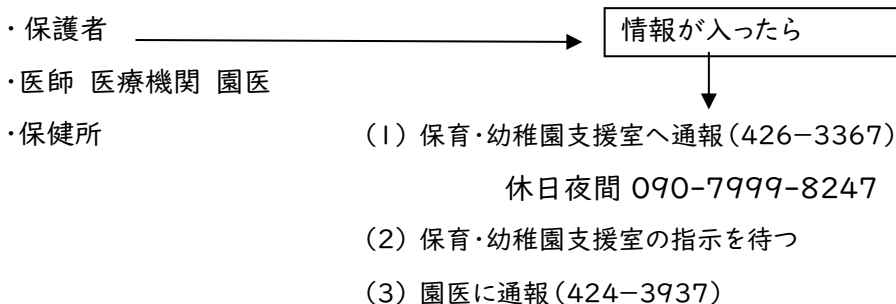 ・保護者
情報が入ったら
・医師 医療機関 園医
・保健所
(1) 保育・幼稚園支援室へ通報(426-3367)
休日夜間 090-7999-8247
(2) 保育・幼稚園支援室の指示を待つ
(3) 園医に通報(424-3937)